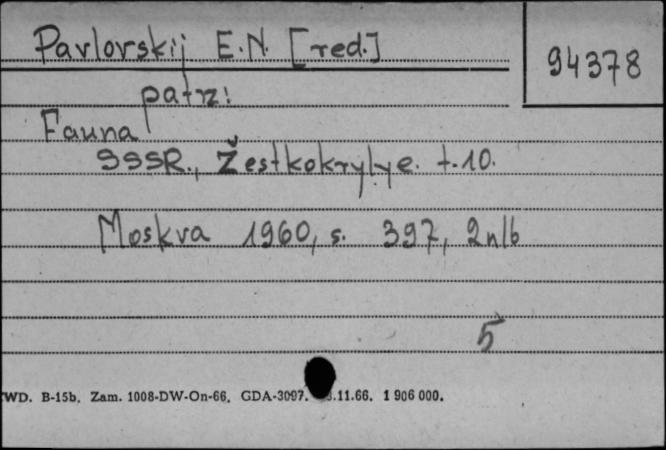 Pavlovskij E.N. [red.]
94378
patrz:
Fauna
SSSR., Žestkokrylye. t.10.
Moskva 1960, s. 397, 2nlb
5
WD. B-15b. Zam. 1008-DW-On-66. GDA-3097. .11.66. 1 906 000.